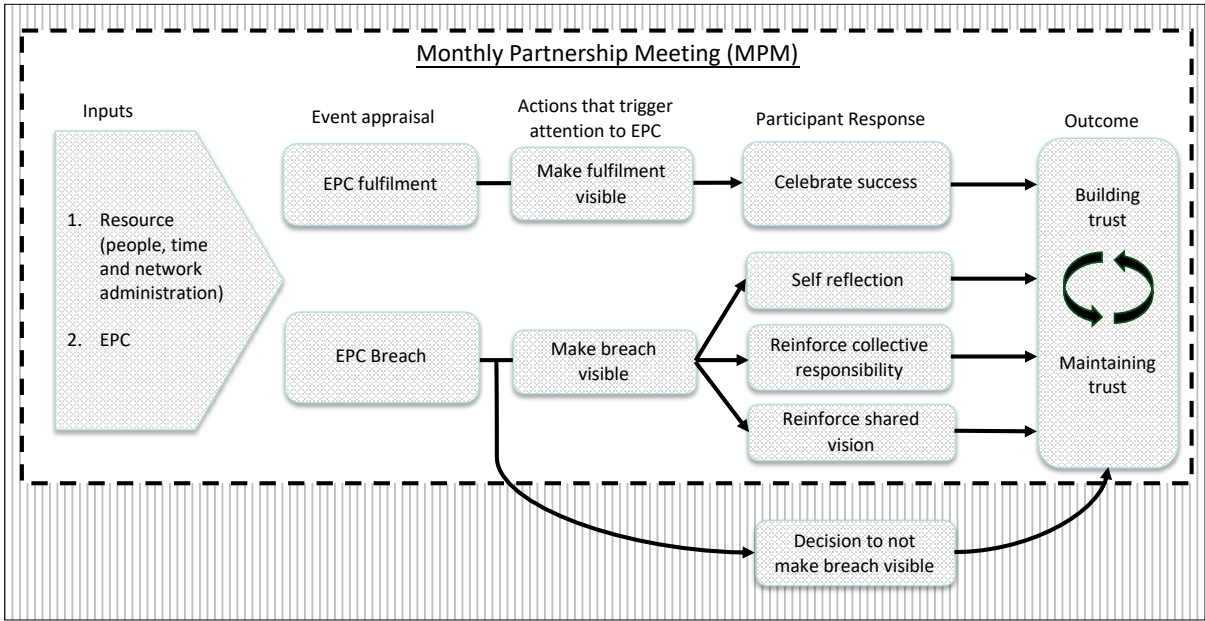 Monthly Partnership Meeting (MPM)
Inputs
Event appraisal
Actions that trigger
attention to EPC
Participant Response
Outcome
1. Resource
(people, time
and network
administration)
2. EPC
EPC fulfilment
Make fulfilment
visible
Celebrate success
EPC Breach
Make breach
visible
Self reflection
Reinforce collective
responsibility
Reinforce shared
vision
Building
trust
Maintaining
trust
Decision to not
make breach visible